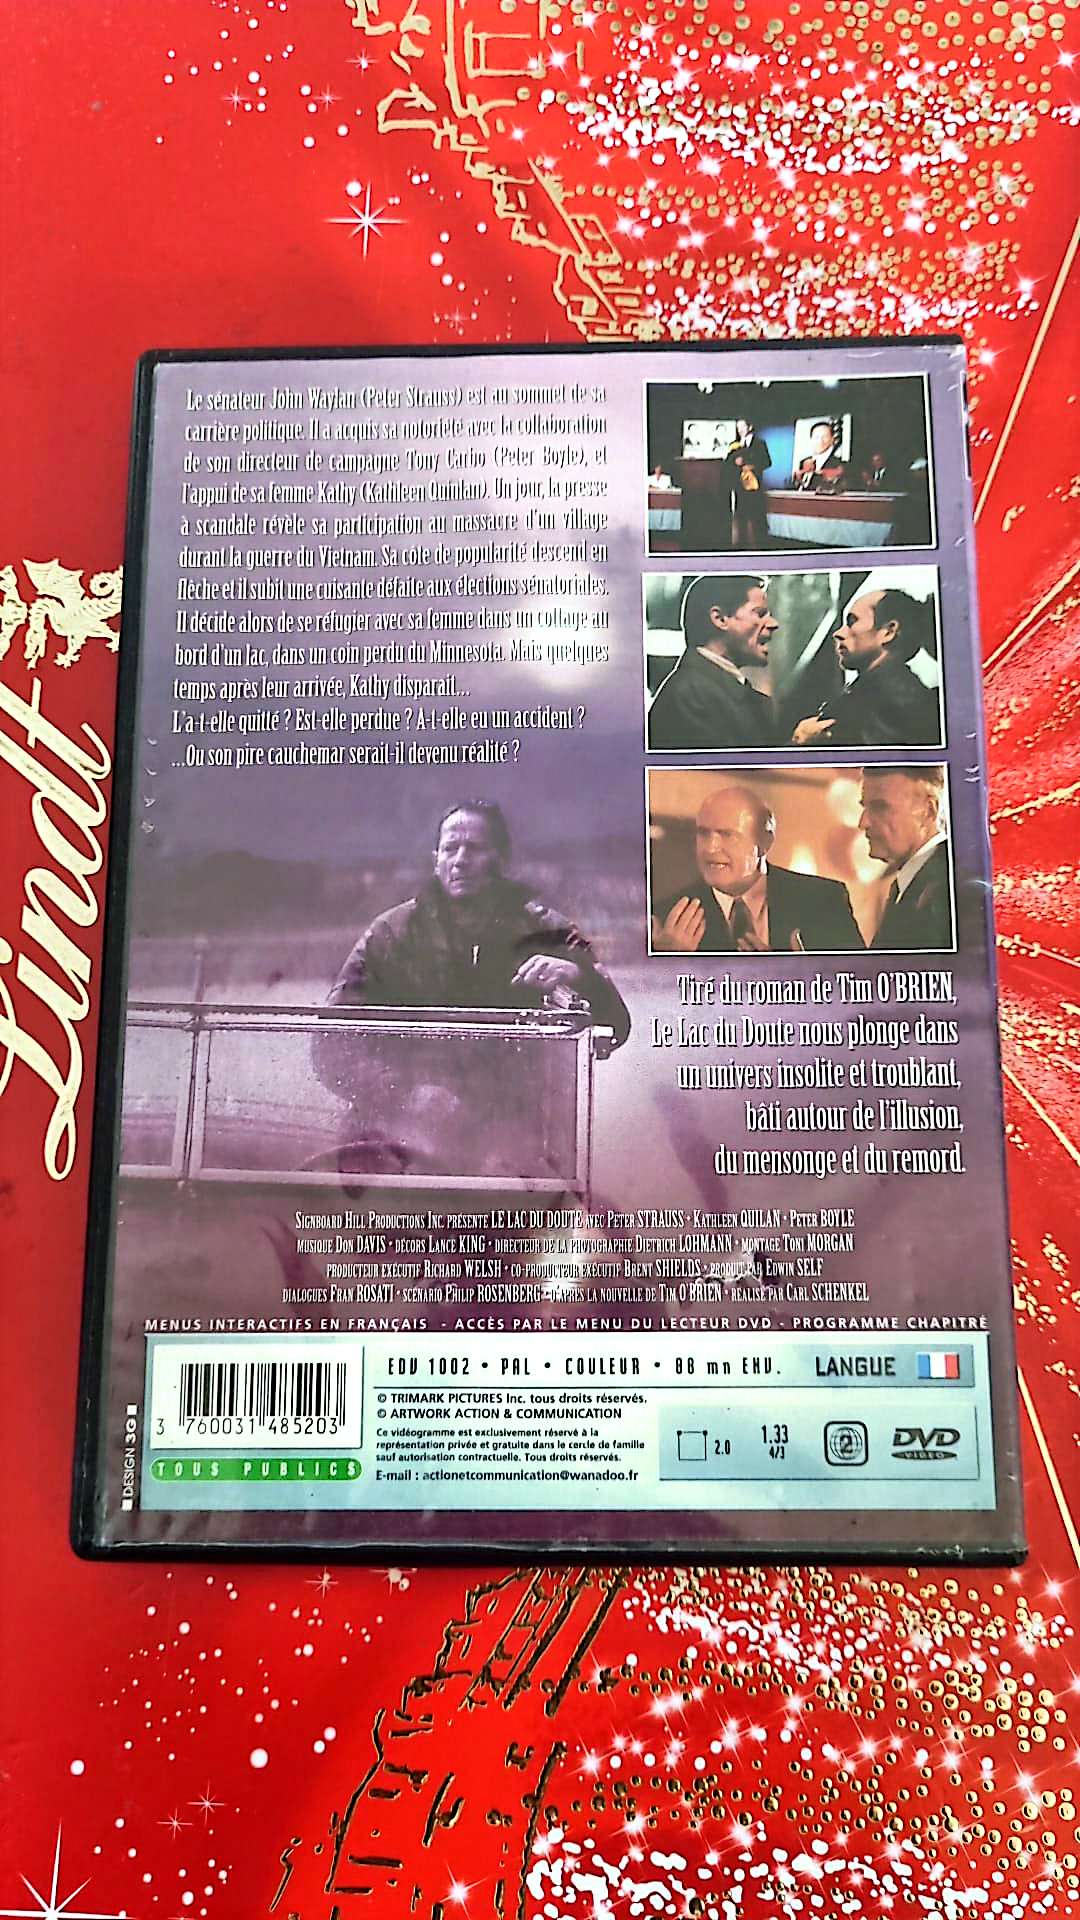 Le sénateur John Waylan (Peter Strauss) est au sommet de sa
carrière politique. Il a acquis sa notoriété avec la collaboration
de son directeur de campagne Tony Carbo (Peter Boyle), et
l'appui de sa femme Kathy (Kathleen Quinlan). Un jour, la presse
à scandale révèle sa participation au massacre d'un village
durant la guerre du Vietnam. Sa côte de popularité descend en
flèche et il subit une cuisante défaite aux élections sénatoriales.
Il décide alors de se réfugier avec sa femme dans un cottage au
bord d'un lac, dans un coin perdu du Minnesota. Mais quelques
temps après leur arrivée, Kathy disparait...
L'a-t-elle quitté ? Est-elle perdue ? A-t-elle eu un accident ?
...Ou son pire cauchemar serait-il devenu réalité ?
Lindt
Tiré du roman de Tim O'BRIEN,
Le Lac du Doute nous plonge dans
un univers insolite et troublant,
bâti autour de l'illusion,
du mensonge et du remord.
SIGNBOARD HILL PRODUCTIONS INC. PRÉSENTE LE LAC DU DOUTE AVEC PETER STRAUSS • KATHLEEN QUILAN • PETER BOYLE
MUSIQUE DON DAVIS • DÉCORS LANCE KING • DIRECTEUR DE LA PHOTOGRAPHIE DIETRICH LOHMANN • MONTAGE TONI MORGAN
PRODUCTEUR EXÉCUTIF RICHARD WELSH • CO-PRODUCTEUR EXÉCUTIF BRENT SHIELDS • PRODUIT PAR EDWIN SELF
DIALOGUES FRAN ROSATI • SCÉNARIO PHILIP ROSENBERG • D'APRÈS LA NOUVELLE DE TIM O'BRIEN • RÉALISÉ PAR CARL SCHENKEL
MENUS INTERACTIFS EN FRANÇAIS - ACCÈS PAR LE MENU DU LECTEUR DVD - PROGRAMME CHAPITRÉ
EDV 1002 • PAL • COULEUR • 88 mn ENV. LANGUE
© TRIMARK PICTURES Inc. tous droits réservés.
© ARTWORK ACTION & COMMUNICATION
Ce vidéogramme est exclusivement réservé à la
représentation privée et gratuite dans le cercle de famille
sauf autorisation contractuelle. Tous droits réservés.
E-mail : actionetcommunication@wanadoo.fr
3 760031 485203
TOUS PUBLICS
DESIGN 3G
2.0
1.33
4/3
2
DVD
VIDEO